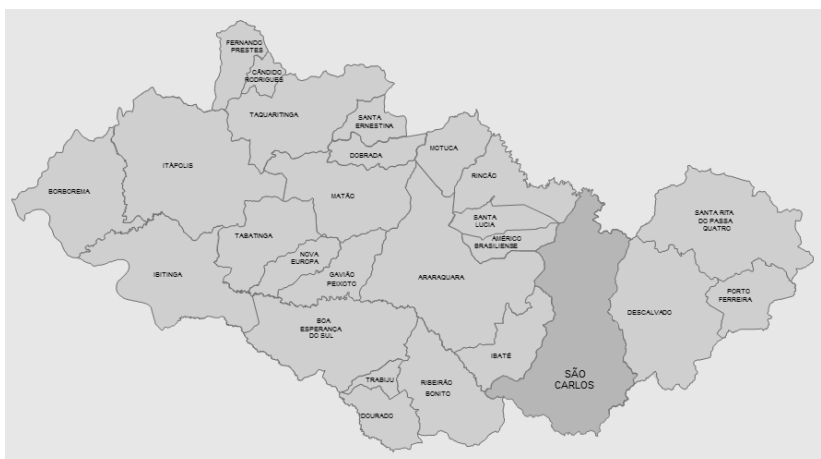 FERNANDO
PRESTES
CÂNDIDO
RODRIGUES
TAQUARITINGA
SANTA
ERNESTINA
MOTUCA
DOBRADA
ITÁPOLIS
RINCÃO
BORBOREMA
MATÃO
SANTA
LUCIA
SANTA RITA
DO PASSA
QUATRO
TABATINGA
AMÉRICO
BRASILIENSE
NOVA
EUROPA
IBITINGA
GAVIÃO
PEIXOTO
ARARAQUARA
PORTO
FERREIRA
DESCALVADO
BOA
ESPERANÇA
DO SUL
IBATÉ
SÃO
CARLOS
TRABIJU
RIBEIRÃO
BONITO
DOURADO